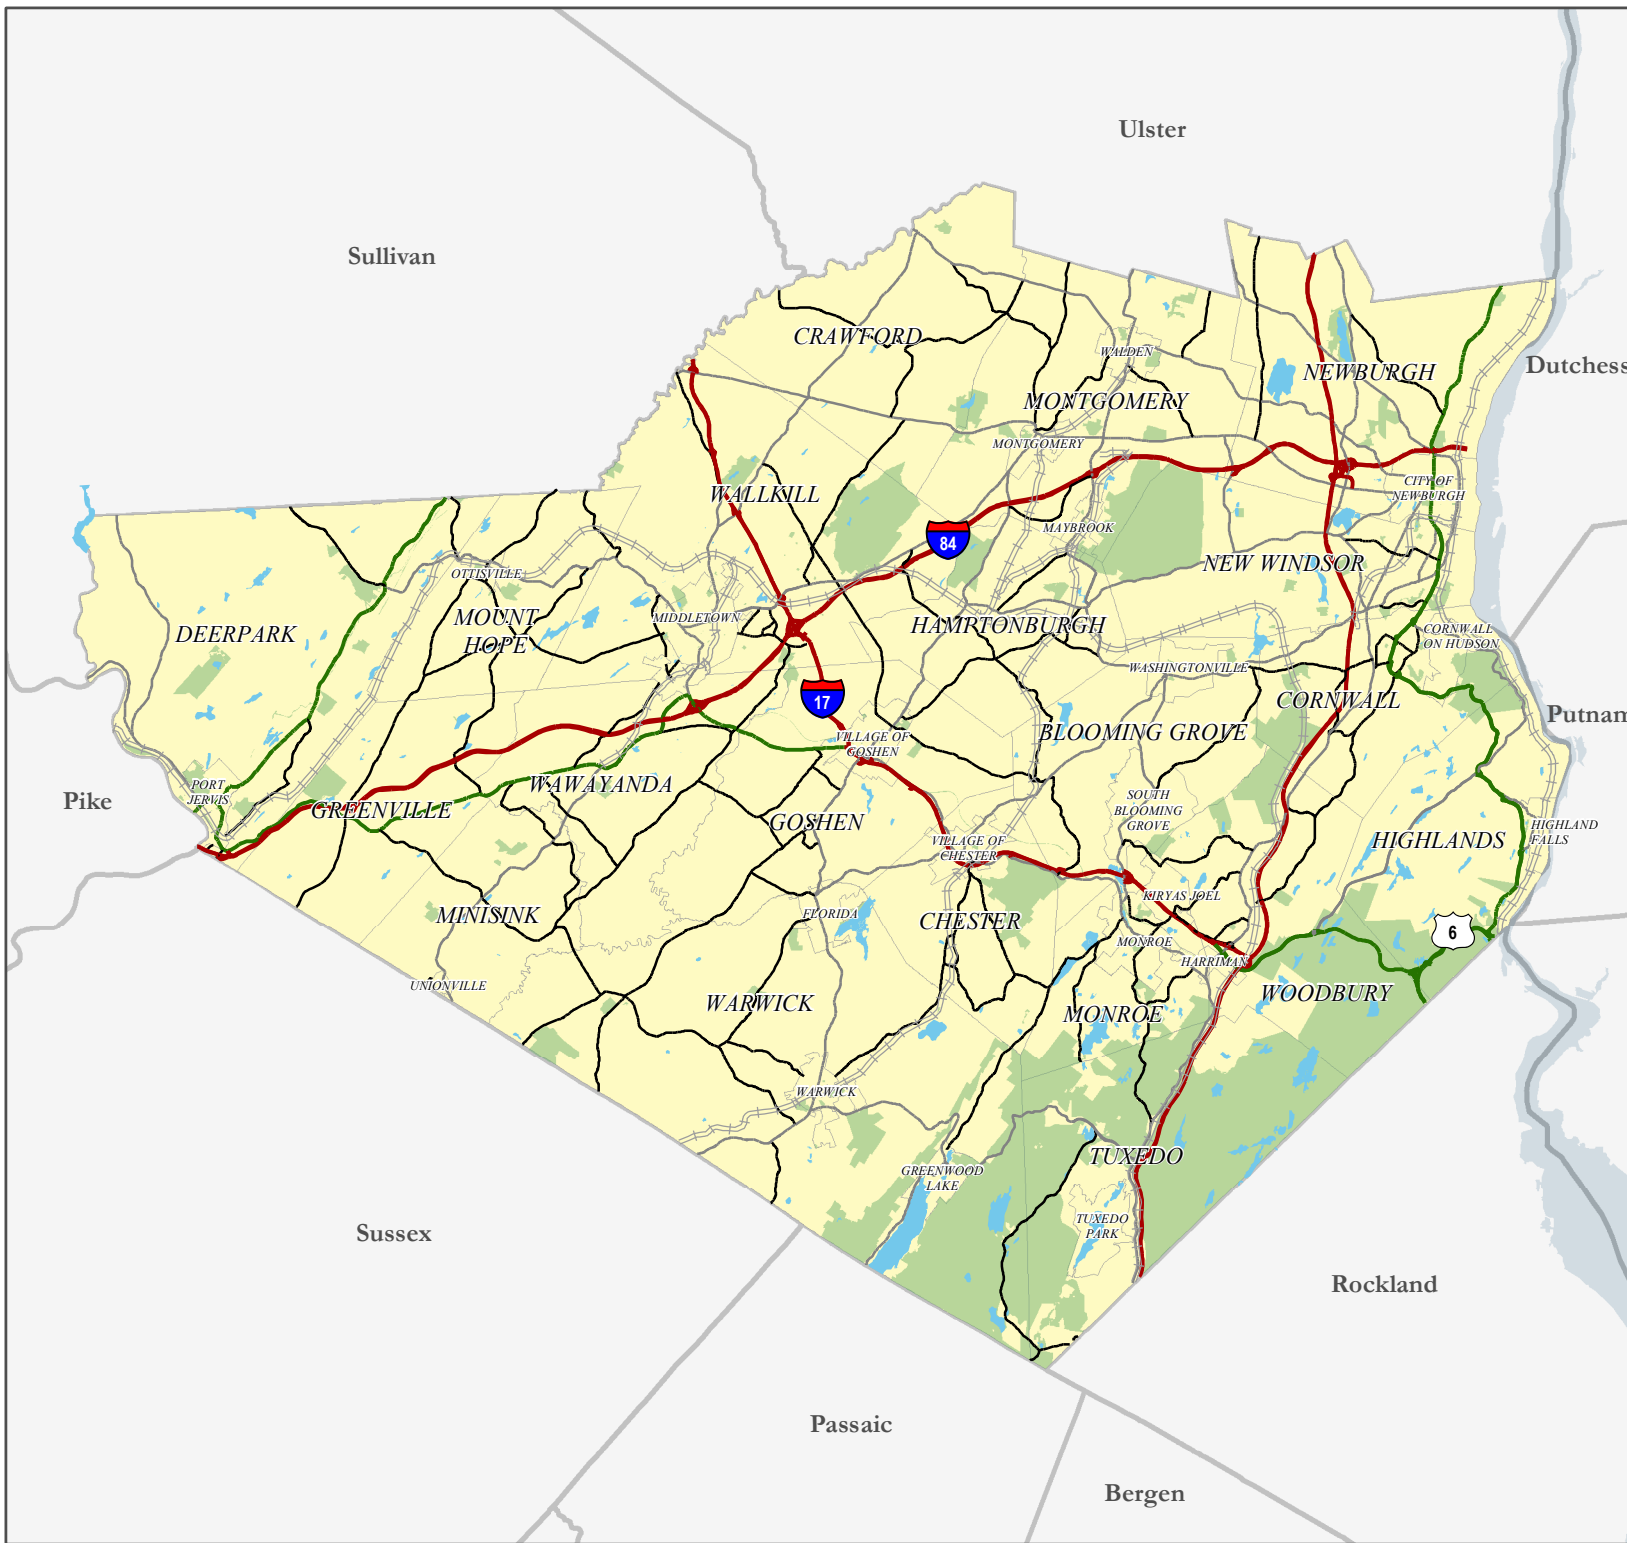 Ulster
Sullivan
CRAWFORD
WALDEN
Dutchess
NEWBURGH
MONTGOMERY
MONTGOMERY
WALLKILL
CITY OF
NEWBURGH
MAYBROOK
84
NEW WINDSOR
OTTISVILLE
MOUNT
HOPE
MIDDLETOWN
HAMPTONBURGH
DEERPARK
CORNWALL
ON HUDSON
WASHINGTONVILLE
17
CORNWALL
Putnam
BLOOMING GROVE
VILLAGE OF
GOSHEN
WAWAYANDA
PORT
JERVIS
Pike
GREENVILLE
SOUTH
BLOOMING
GROVE
GOSHEN
HIGHLAND
FALLS
HIGHLANDS
VILLAGE OF
CHESTER
KIRYAS JOEL
MINISINK
FLORIDA
CHESTER
6
MONROE
HARRIMAN
UNIONVILLE
WOODBURY
WARWICK
MONROE
WARWICK
TUXEDO
GREENWOOD
LAKE
TUXEDO
PARK
Sussex
Rockland
Passaic
Bergen